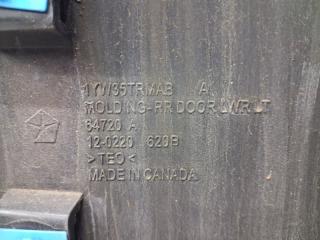 1YW35TRMAB A
MOLDING-RR DOOR LWR LT
64720 A
12-0220 620B
>TEO<
MADE IN CANADA